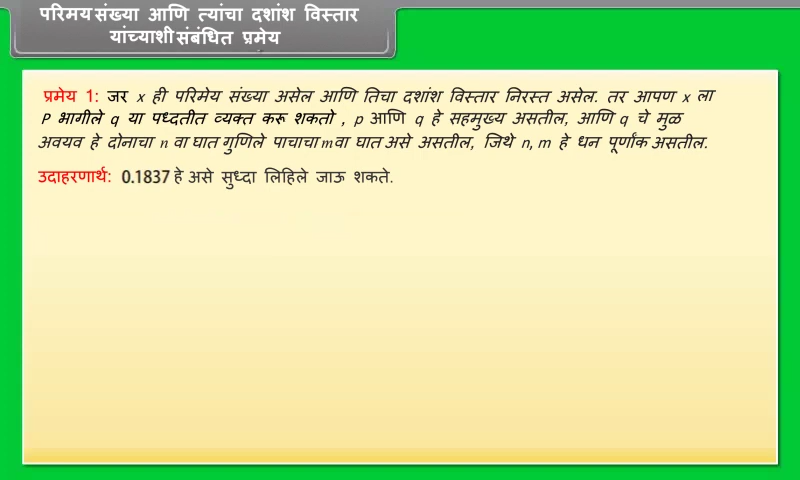 परिमय संख्या आणि त्यांचा दशांश विस्तार
यांच्याशी संबंधित प्रमेय
प्रमेय 1: जर x ही परिमेय संख्या असेल आणि तिचा दशांश विस्तार निरस्त असेल. तर आपण x ला
P भागीले q या पध्दतीत व्यक्त करू शकतो , p आणि q हे सहमुख्य असतील, आणि q चे मुळ
अवयव हे दोनाचा n वा घात गुणिले पाचाचा m वा घात असे असतील, जिथे n, m हे धन पूर्णांक असतील.
उदाहरणार्थ: 0.1837 हे असे सुध्दा लिहिले जाऊ शकते.